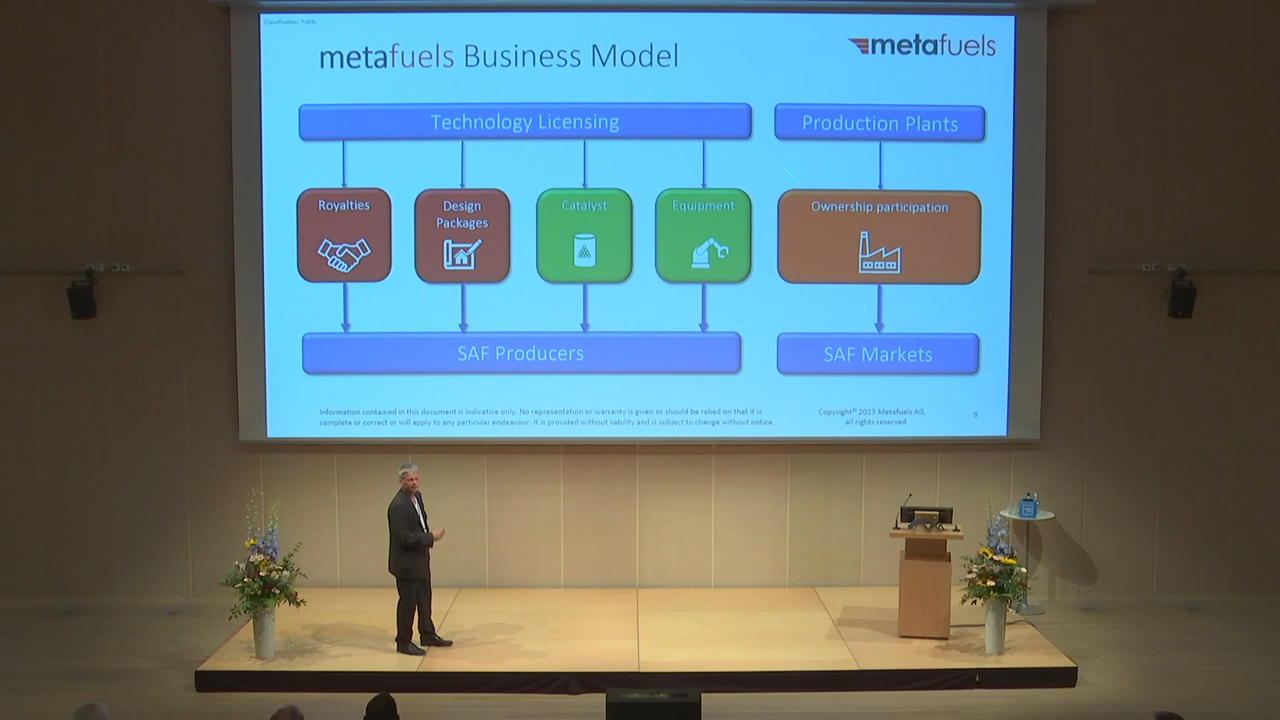 Classification: Public
metafuels Business Model
metafuels
Technology Licensing
Production Plants
Royalties
Design
Packages
Catalyst
Equipment
Ownership participation
SAF Producers
SAF Markets
Information contained in this document is indicative only. No representation or warranty is given or should be relied on that it is
complete or correct or will apply to any particular endeavour. It is provided without liability and is subject to change without notice.
Copyright© 2023 Metafuels AG,
all rights reserved
9